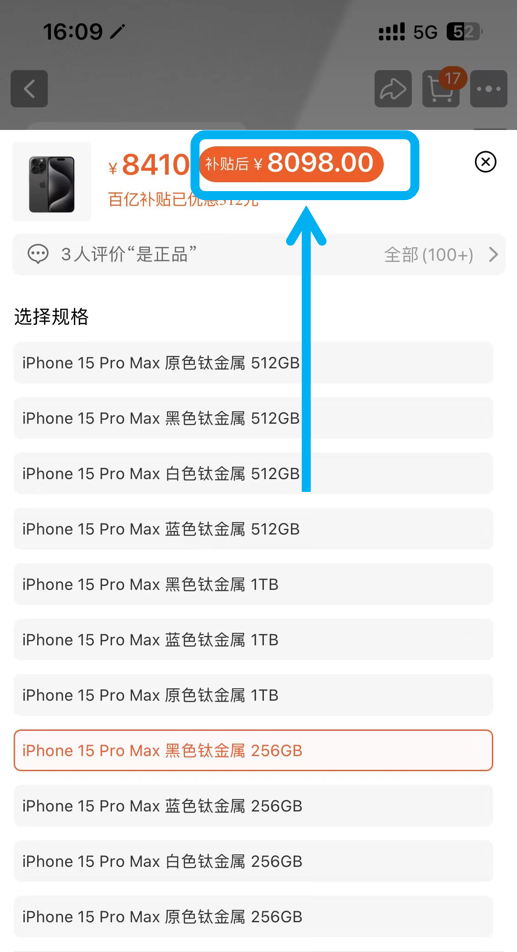 16:09
5G 52
17
¥8410 补贴后¥8098.00
百亿补贴已优惠312元
3人评价“是正品” 全部(100+)
选择规格
iPhone 15 Pro Max 原色钛金属 512GB
iPhone 15 Pro Max 黑色钛金属 512GB
iPhone 15 Pro Max 白色钛金属 512GB
iPhone 15 Pro Max 蓝色钛金属 512GB
iPhone 15 Pro Max 黑色钛金属 1TB
iPhone 15 Pro Max 蓝色钛金属 1TB
iPhone 15 Pro Max 原色钛金属 1TB
iPhone 15 Pro Max 黑色钛金属 256GB
iPhone 15 Pro Max 蓝色钛金属 256GB
iPhone 15 Pro Max 白色钛金属 256GB
iPhone 15 Pro Max 原色钛金属 256GB